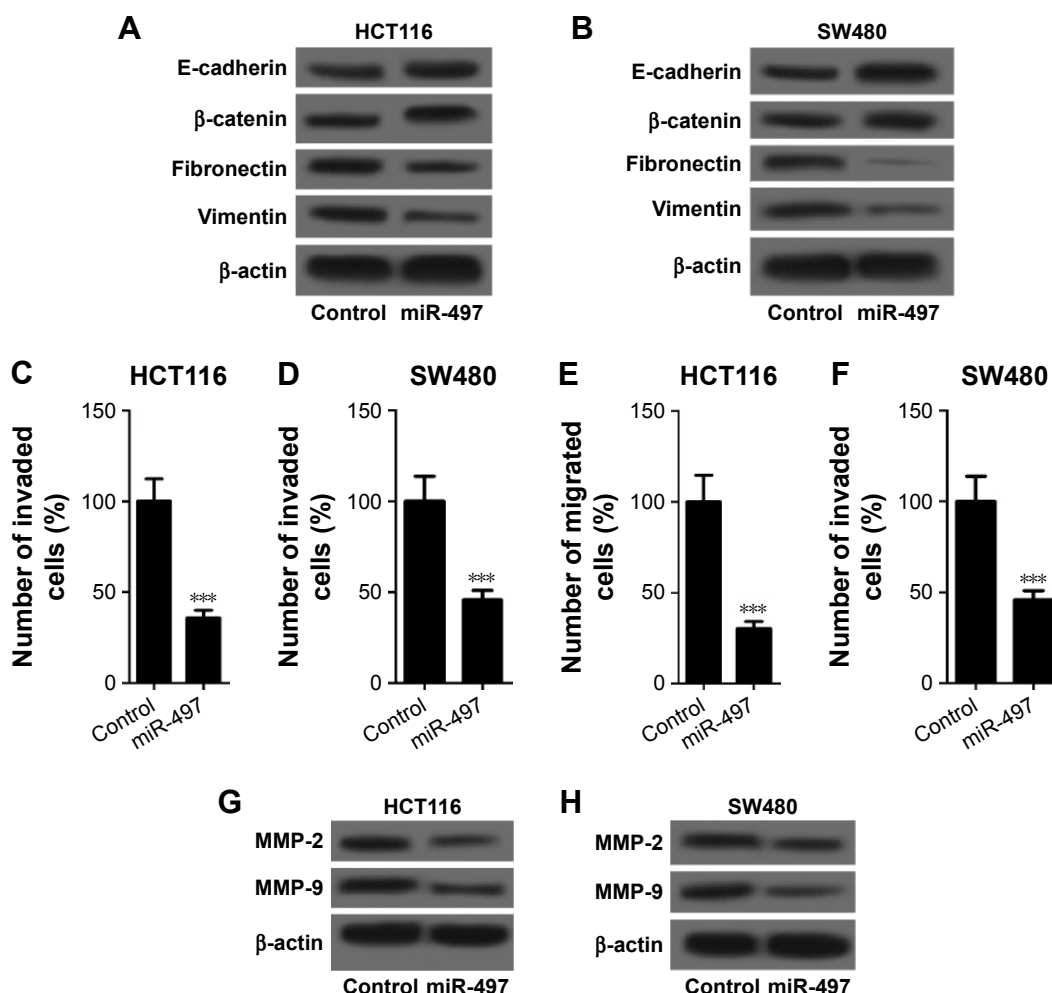 A
HCT116
E-cadherin
β-catenin
Fibronectin
Vimentin
β-actin
Control miR-497
B
SW480
E-cadherin
β-catenin
Fibronectin
Vimentin
β-actin
Control miR-497
C
HCT116
Number of invaded
cells (%)
150
100
50
0
***
Control
miR-497
D
SW480
Number of invaded
cells (%)
150
100
50
0
***
Control
miR-497
E
HCT116
Number of migrated
cells (%)
150
100
50
0
***
Control
miR-497
F
SW480
Number of invaded
cells (%)
150
100
50
0
***
Control
miR-497
G
HCT116
MMP-2
MMP-9
β-actin
Control miR-497
H
SW480
MMP-2
MMP-9
β-actin
Control miR-497